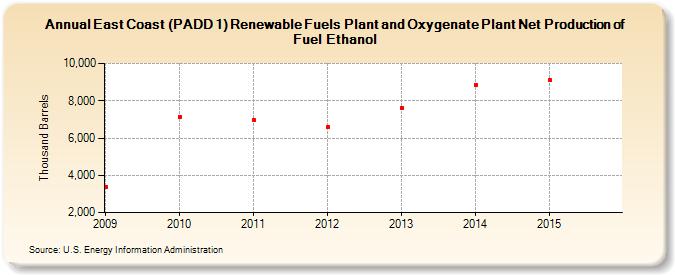 Annual East Coast (PADD 1) Renewable Fuels Plant and Oxygenate Plant Net Production of
Fuel Ethanol
Thousand Barrels
10,000
8,000
6,000
4,000
2,000
2009 2010 2011 2012 2013 2014 2015
Source: U.S. Energy Information Administration